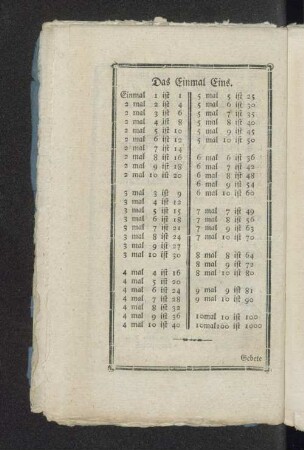 Das Einmal Eins.
Einmal 1 ist 1
2 mal 2 ist 4
2 mal 3 ist 6
2 mal 4 ist 8
2 mal 5 ist 10
2 mal 6 ist 12
2 mal 7 ist 14
2 mal 8 ist 16
2 mal 9 ist 18
2 mal 10 ist 20
3 mal 3 ist 9
3 mal 4 ist 12
3 mal 5 ist 15
3 mal 6 ist 18
3 mal 7 ist 21
3 mal 8 ist 24
3 mal 9 ist 27
3 mal 10 ist 30
4 mal 4 ist 16
4 mal 5 ist 20
4 mal 6 ist 24
4 mal 7 ist 28
4 mal 8 ist 32
4 mal 9 ist 36
4 mal 10 ist 40
5 mal 5 ist 25
5 mal 6 ist 30
5 mal 7 ist 35
5 mal 8 ist 40
5 mal 9 ist 45
5 mal 10 ist 50
6 mal 6 ist 36
6 mal 7 ist 42
6 mal 8 ist 48
6 mal 9 ist 54
6 mal 10 ist 60
7 mal 7 ist 49
7 mal 8 ist 56
7 mal 9 ist 63
7 mal 10 ist 70
8 mal 8 ist 64
8 mal 9 ist 72
8 mal 10 ist 80
9 mal 9 ist 81
9 mal 10 ist 90
10mal 10 ist 100
10mal100 ist 1000
Gebete